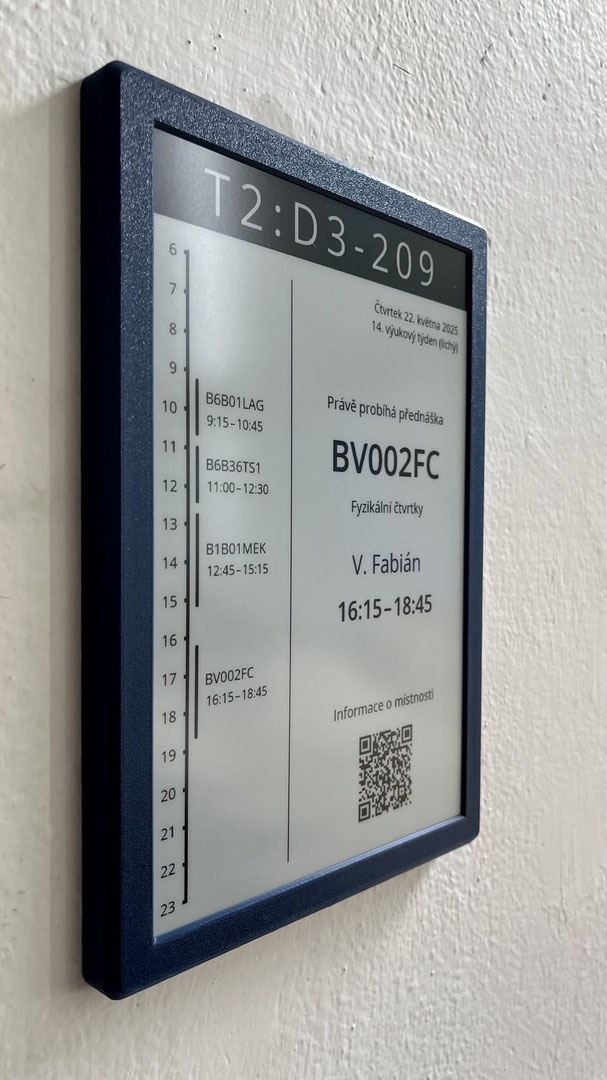 T2:D3-209
6
7
8
9
10
11
12
13
14
15
16
17
18
19
20
21
22
23
B6B01LAG
9:15–10:45
B6B36TS1
11:00–12:30
B1B01MEK
12:45–15:15
BV002FC
16:15–18:45
Čtvrtek 22. května 2025
14. výukový týden (lichý)
Právě probíhá přednáška
BV002FC
Fyzikální čtvrtky
V. Fabián
16:15–18:45
Informace o místnosti